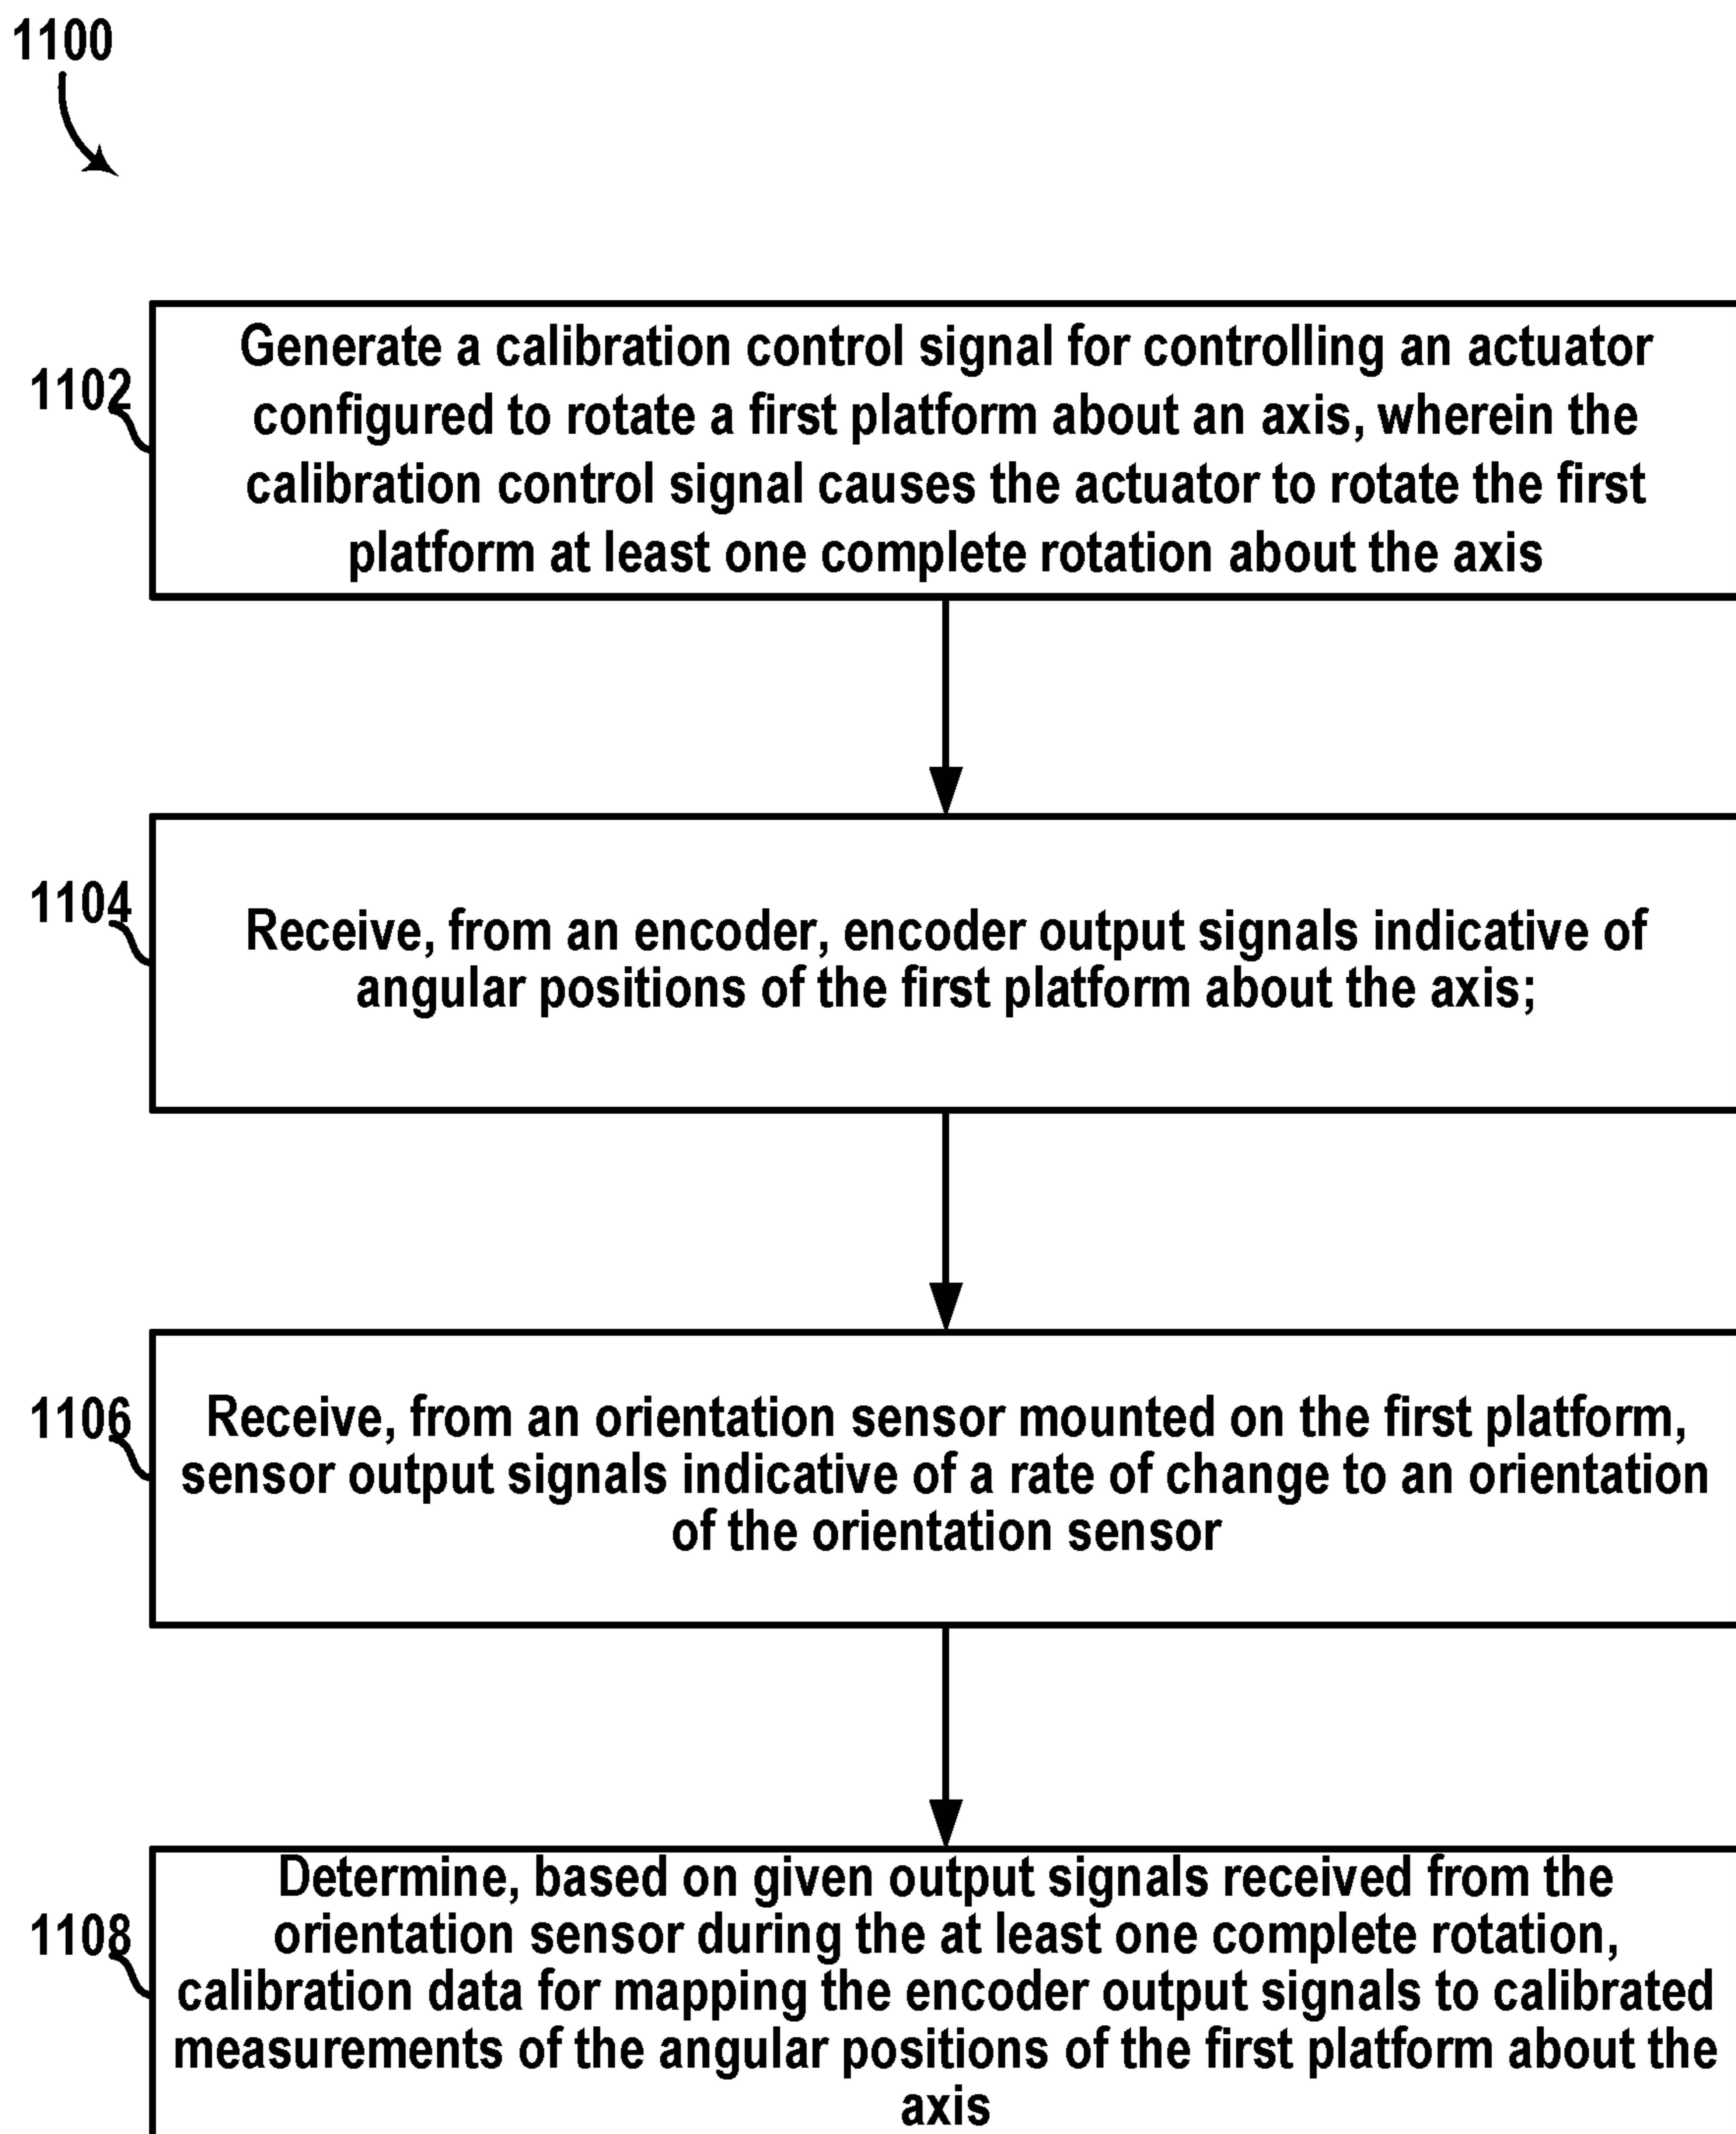 1100
1102
Generate a calibration control signal for controlling an actuator
configured to rotate a first platform about an axis, wherein the
calibration control signal causes the actuator to rotate the first
platform at least one complete rotation about the axis
1104
Receive, from an encoder, encoder output signals indicative of
angular positions of the first platform about the axis;
1106
Receive, from an orientation sensor mounted on the first platform,
sensor output signals indicative of a rate of change to an orientation
of the orientation sensor
1108
Determine, based on given output signals received from the
orientation sensor during the at least one complete rotation,
calibration data for mapping the encoder output signals to calibrated
measurements of the angular positions of the first platform about the
axis